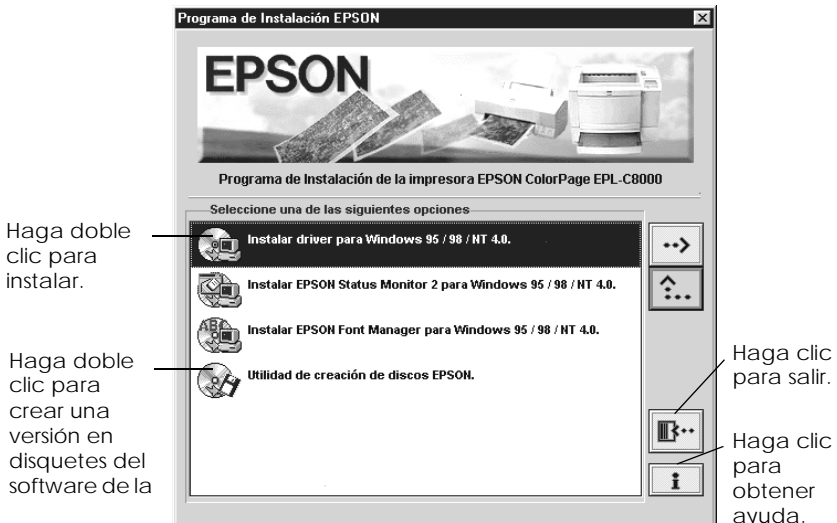 Programa de Instalación EPSON
EPSON
Programa de Instalación de la impresora EPSON ColorPage EPL-C8000
Seleccione una de las siguientes opciones
Instalar driver para Windows 95 / 98 / NT 4.0.
Instalar EPSON Status Monitor 2 para Windows 95 / 98 / NT 4.0.
Instalar EPSON Font Manager para Windows 95 / 98 / NT 4.0.
Utilidad de creación de discos EPSON.
Haga doble
clic para
instalar.
Haga doble
clic para
crear una
versión en
disquetes del
software de la
Haga clic
para salir.
Haga clic
para
obtener
ayuda.